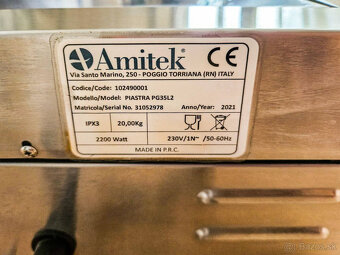 Amitek® CE
Via Santo Marino, 250 - POGGIO TORRIANA (RN) ITALY
Codice/Code: 102490001
Modello/Model: PIASTRA PG35L2
Matricola/Serial No. 31052978 Anno/Year: 2021
IPX3 20,00Kg
2200 Watt 230V/1N~ /50-60Hz
MADE IN P.R.C.